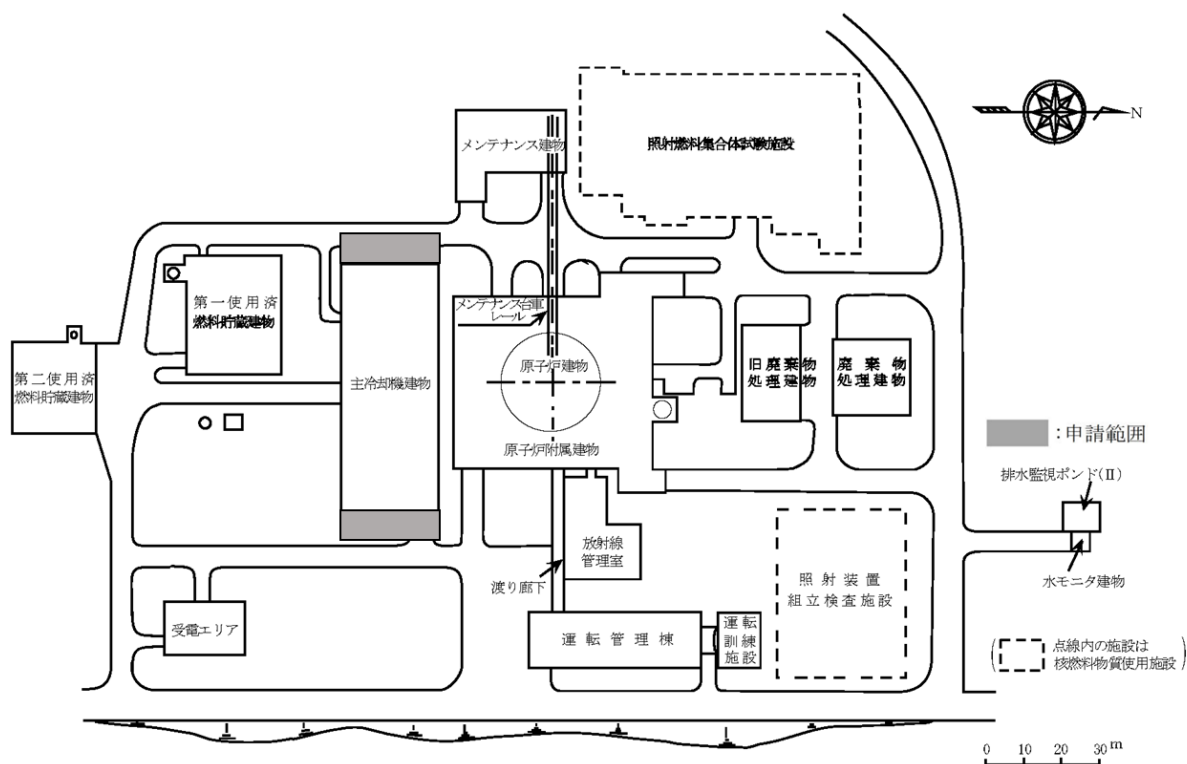 メンテナンス建物
照射燃料集合体試験施設
N
第一使用済
燃料貯蔵建物
メンテナンス台車
レール
第二使用済
燃料貯蔵建物
主冷却機建物
原子炉建物
旧廃棄物
処理建物
廃棄物
処理建物
原子炉附属建物
:申請範囲
排水監視ポンド(Ⅱ)
放射線
管理室
渡り廊下
照射装置
組立検査施設
水モニタ建物
受電エリア
運転管理棟
運転
訓練
施設
点線内の施設は
核燃料物質使用施設
0 10 20 30 m